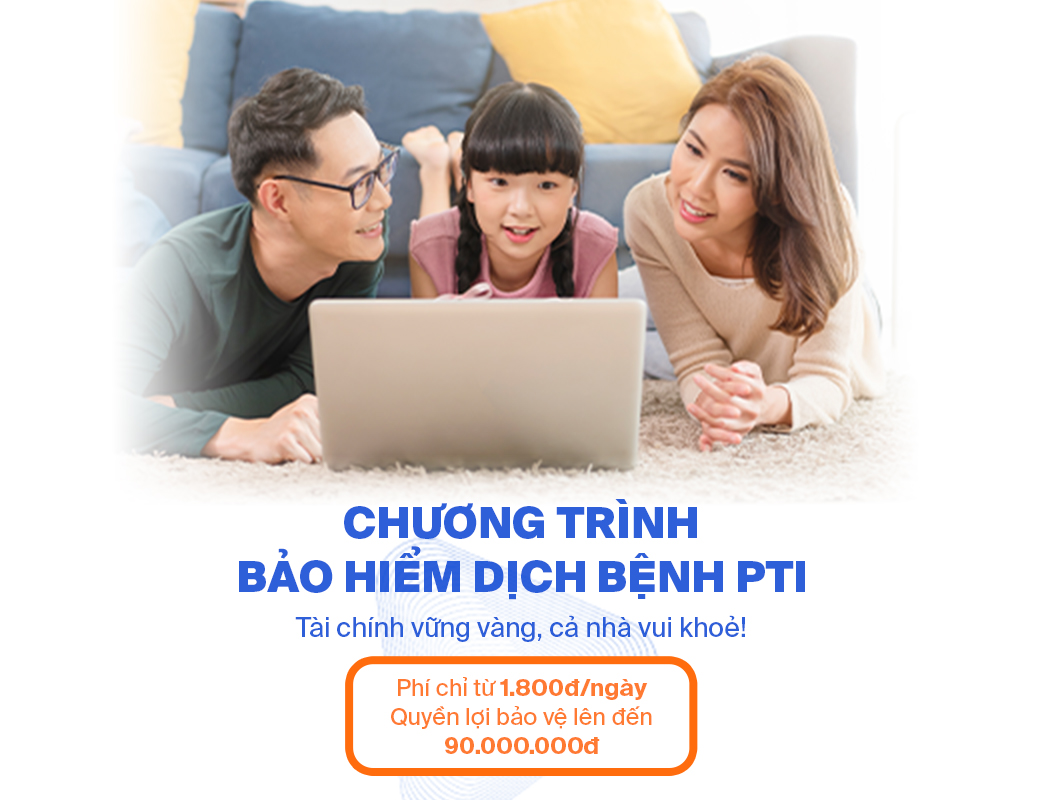 CHƯƠNG TRÌNH
BẢO HIỂM DỊCH BỆNH PTI
Tài chính vững vàng, cả nhà vui khoẻ!
Phí chỉ từ 1.800đ/ngày
Quyền lợi bảo vệ lên đến
90.000.000đ